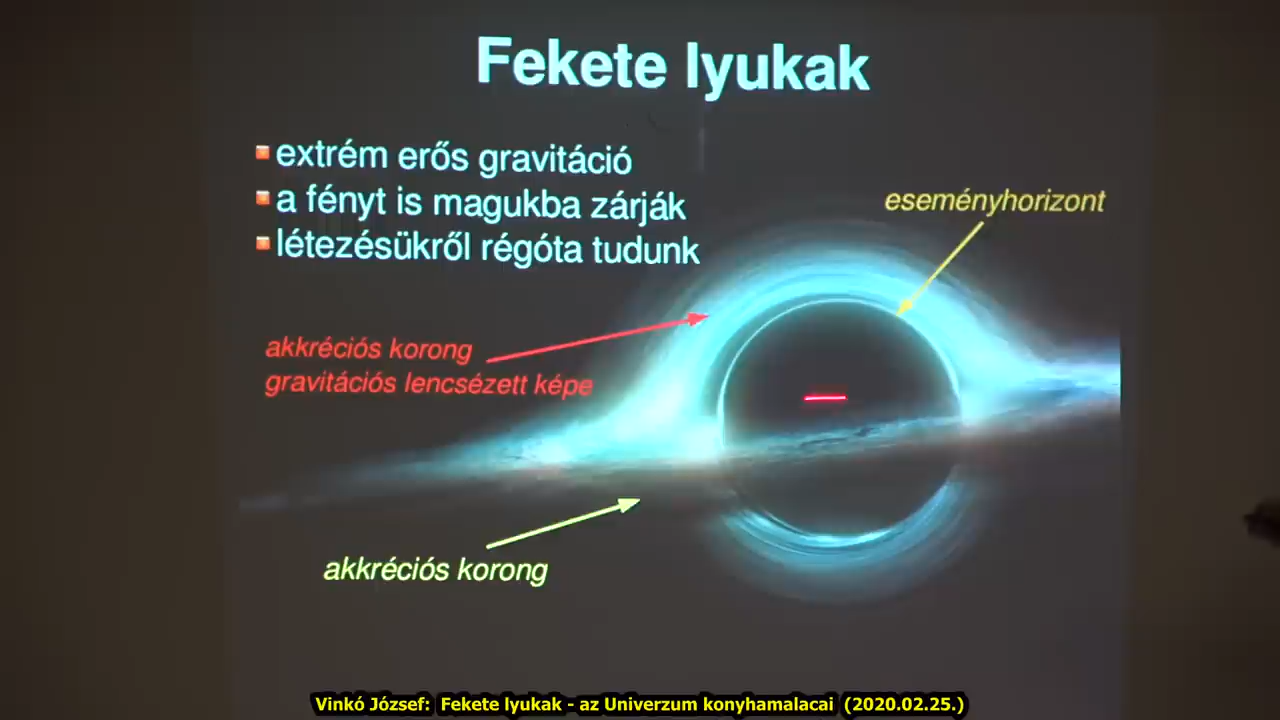 Fekete lyukak
extrém erős gravitáció
a fényt is magukba zárják
létezésükről régóta tudunk
eseményhorizont
akkréciós korong
gravitációs lencsézett képe
akkréciós korong
Vinkó József: Fekete lyukak - az Univerzum konyhamalacai (2020.02.25.)